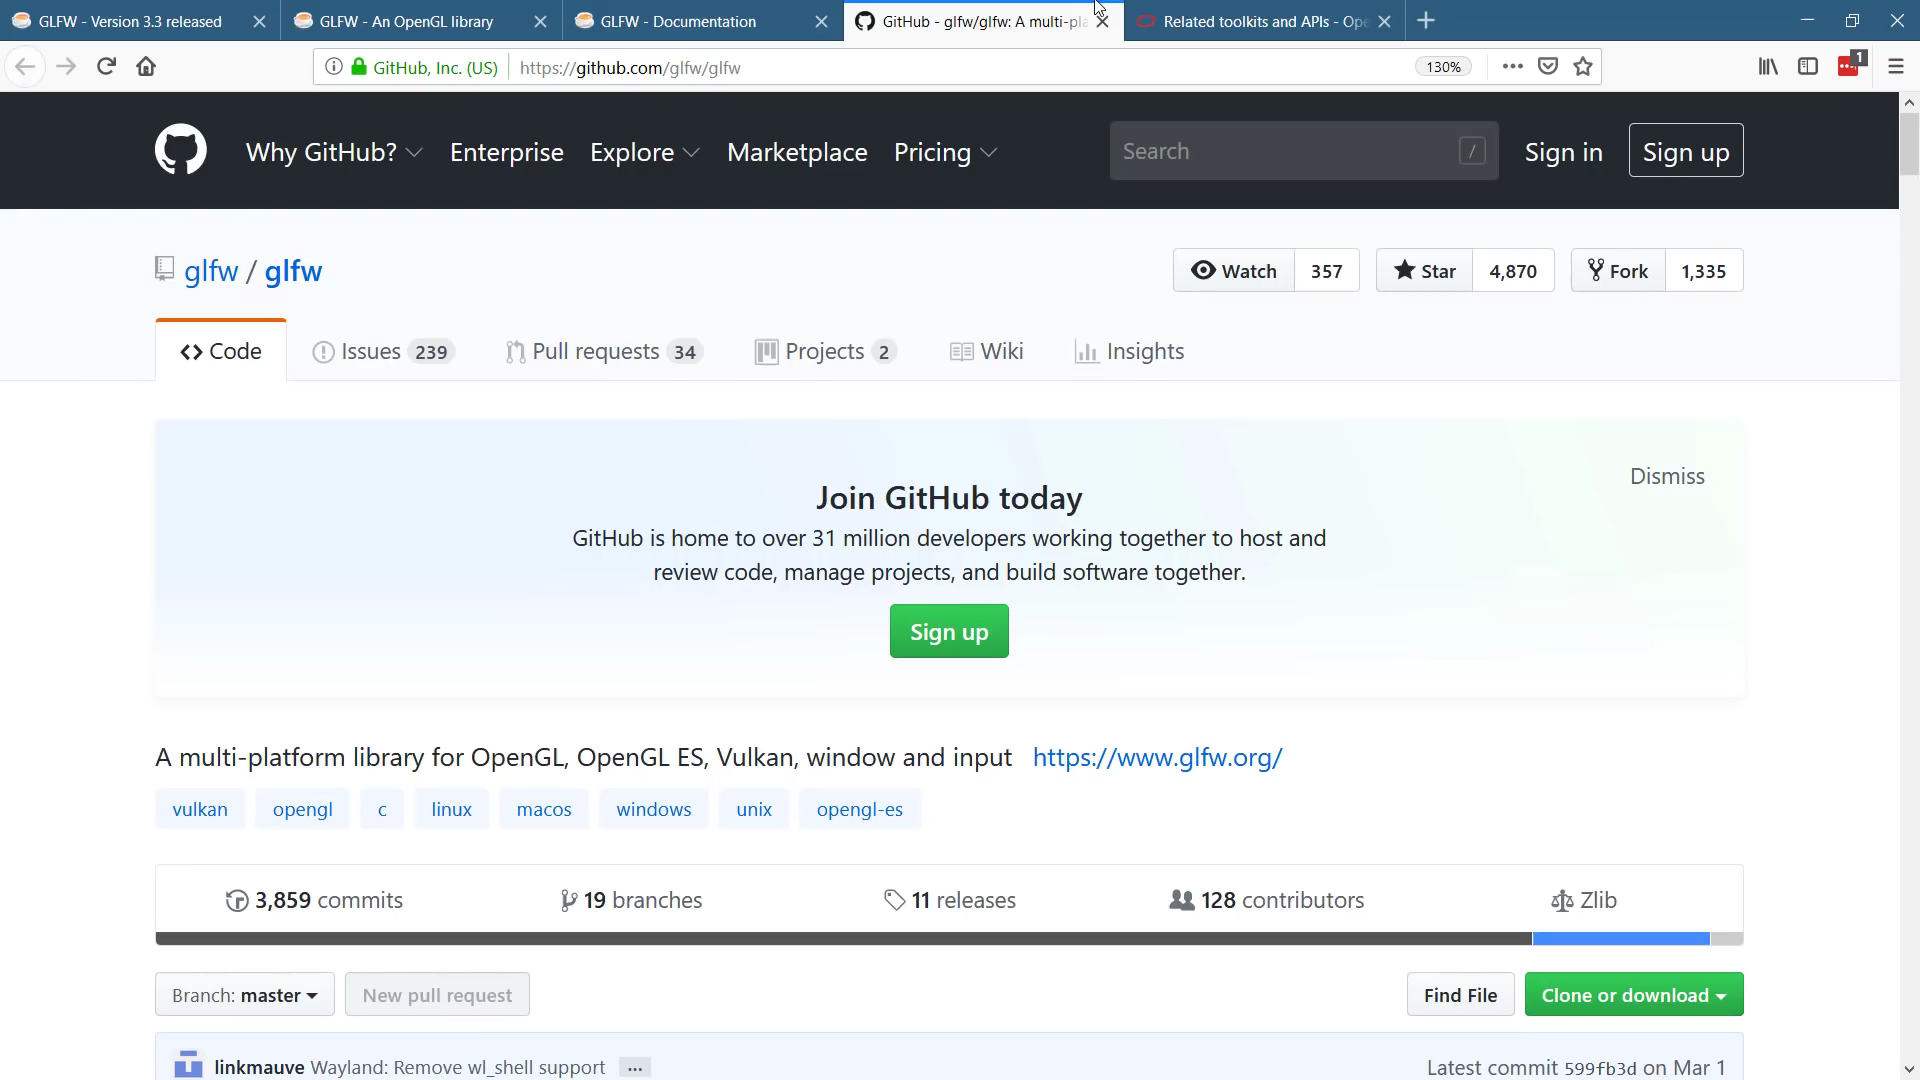 GLFW - Version 3.3 released
GLFW - An OpenGL library
GLFW - Documentation
GitHub - glfw/glfw: A multi-pla
Related toolkits and APIs - Ope
GitHub, Inc. (US)
https://github.com/glfw/glfw
130%
1
Why GitHub?
Enterprise
Explore
Marketplace
Pricing
Search
/
Sign in
Sign up
glfw / glfw
Watch 357
Star 4,870
Fork 1,335
Code
Issues 239
Pull requests 34
Projects 2
Wiki
Insights
Dismiss
Join GitHub today
GitHub is home to over 31 million developers working together to host and
review code, manage projects, and build software together.
Sign up
A multi-platform library for OpenGL, OpenGL ES, Vulkan, window and input https://www.glfw.org/
vulkan opengl c linux macos windows unix opengl-es
3,859 commits
19 branches
11 releases
128 contributors
Zlib
Branch: master
New pull request
Find File
Clone or download
linkmauve Wayland: Remove wl_shell support ...
Latest commit 599fb3d on Mar 1